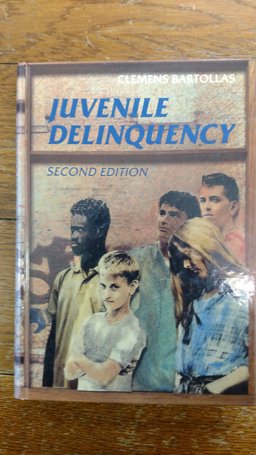 CLEMENS BARTOLLAS
JUVENILE
DELINQUENCY
SECOND EDITION